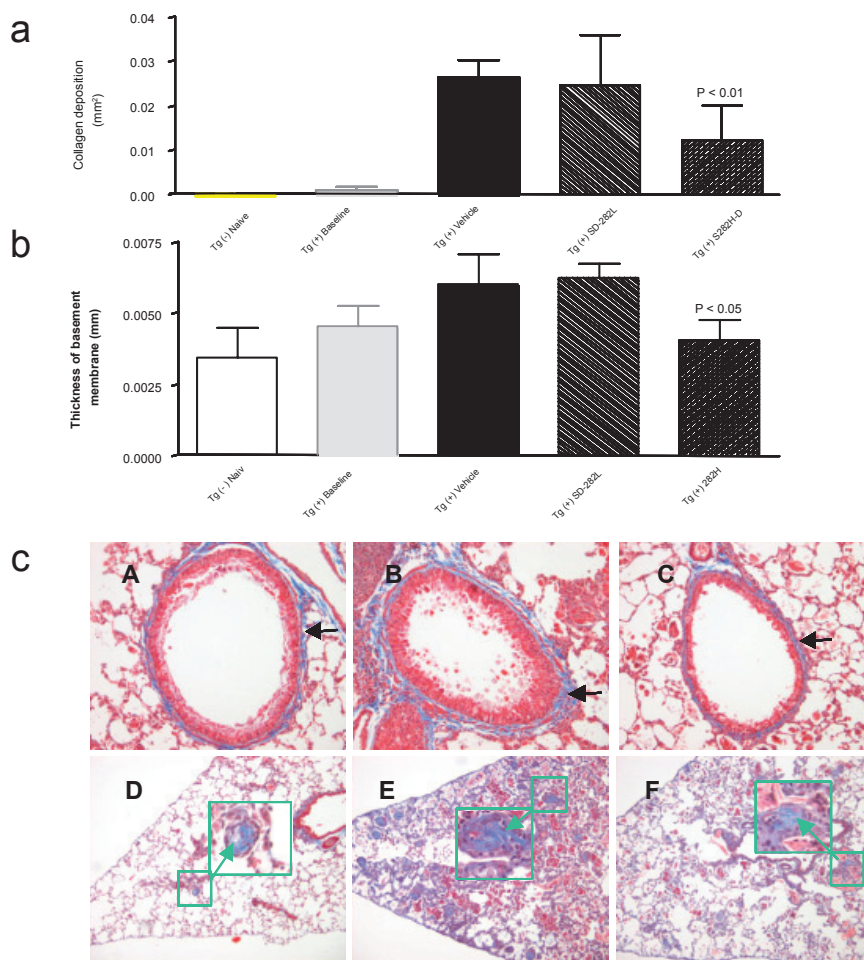 a
Collagen deposition
(mm²)
0.04
0.03
0.02
0.01
0.00
P < 0.01
Tg (-) Naive
Tg (+) Baseline
Tg (+) Vehicle
Tg (+) SD-282L
Tg (+) S282H-D
b
Thickness of basement
membrane (mm)
0.0075
0.0050
0.0025
0.0000
P < 0.05
Tg (-) Naiv
Tg (+) Baseline
Tg (+) Vehicle
Tg (+) SD-282L
Tg (+) 282H
c
A
B
C
D
E
F